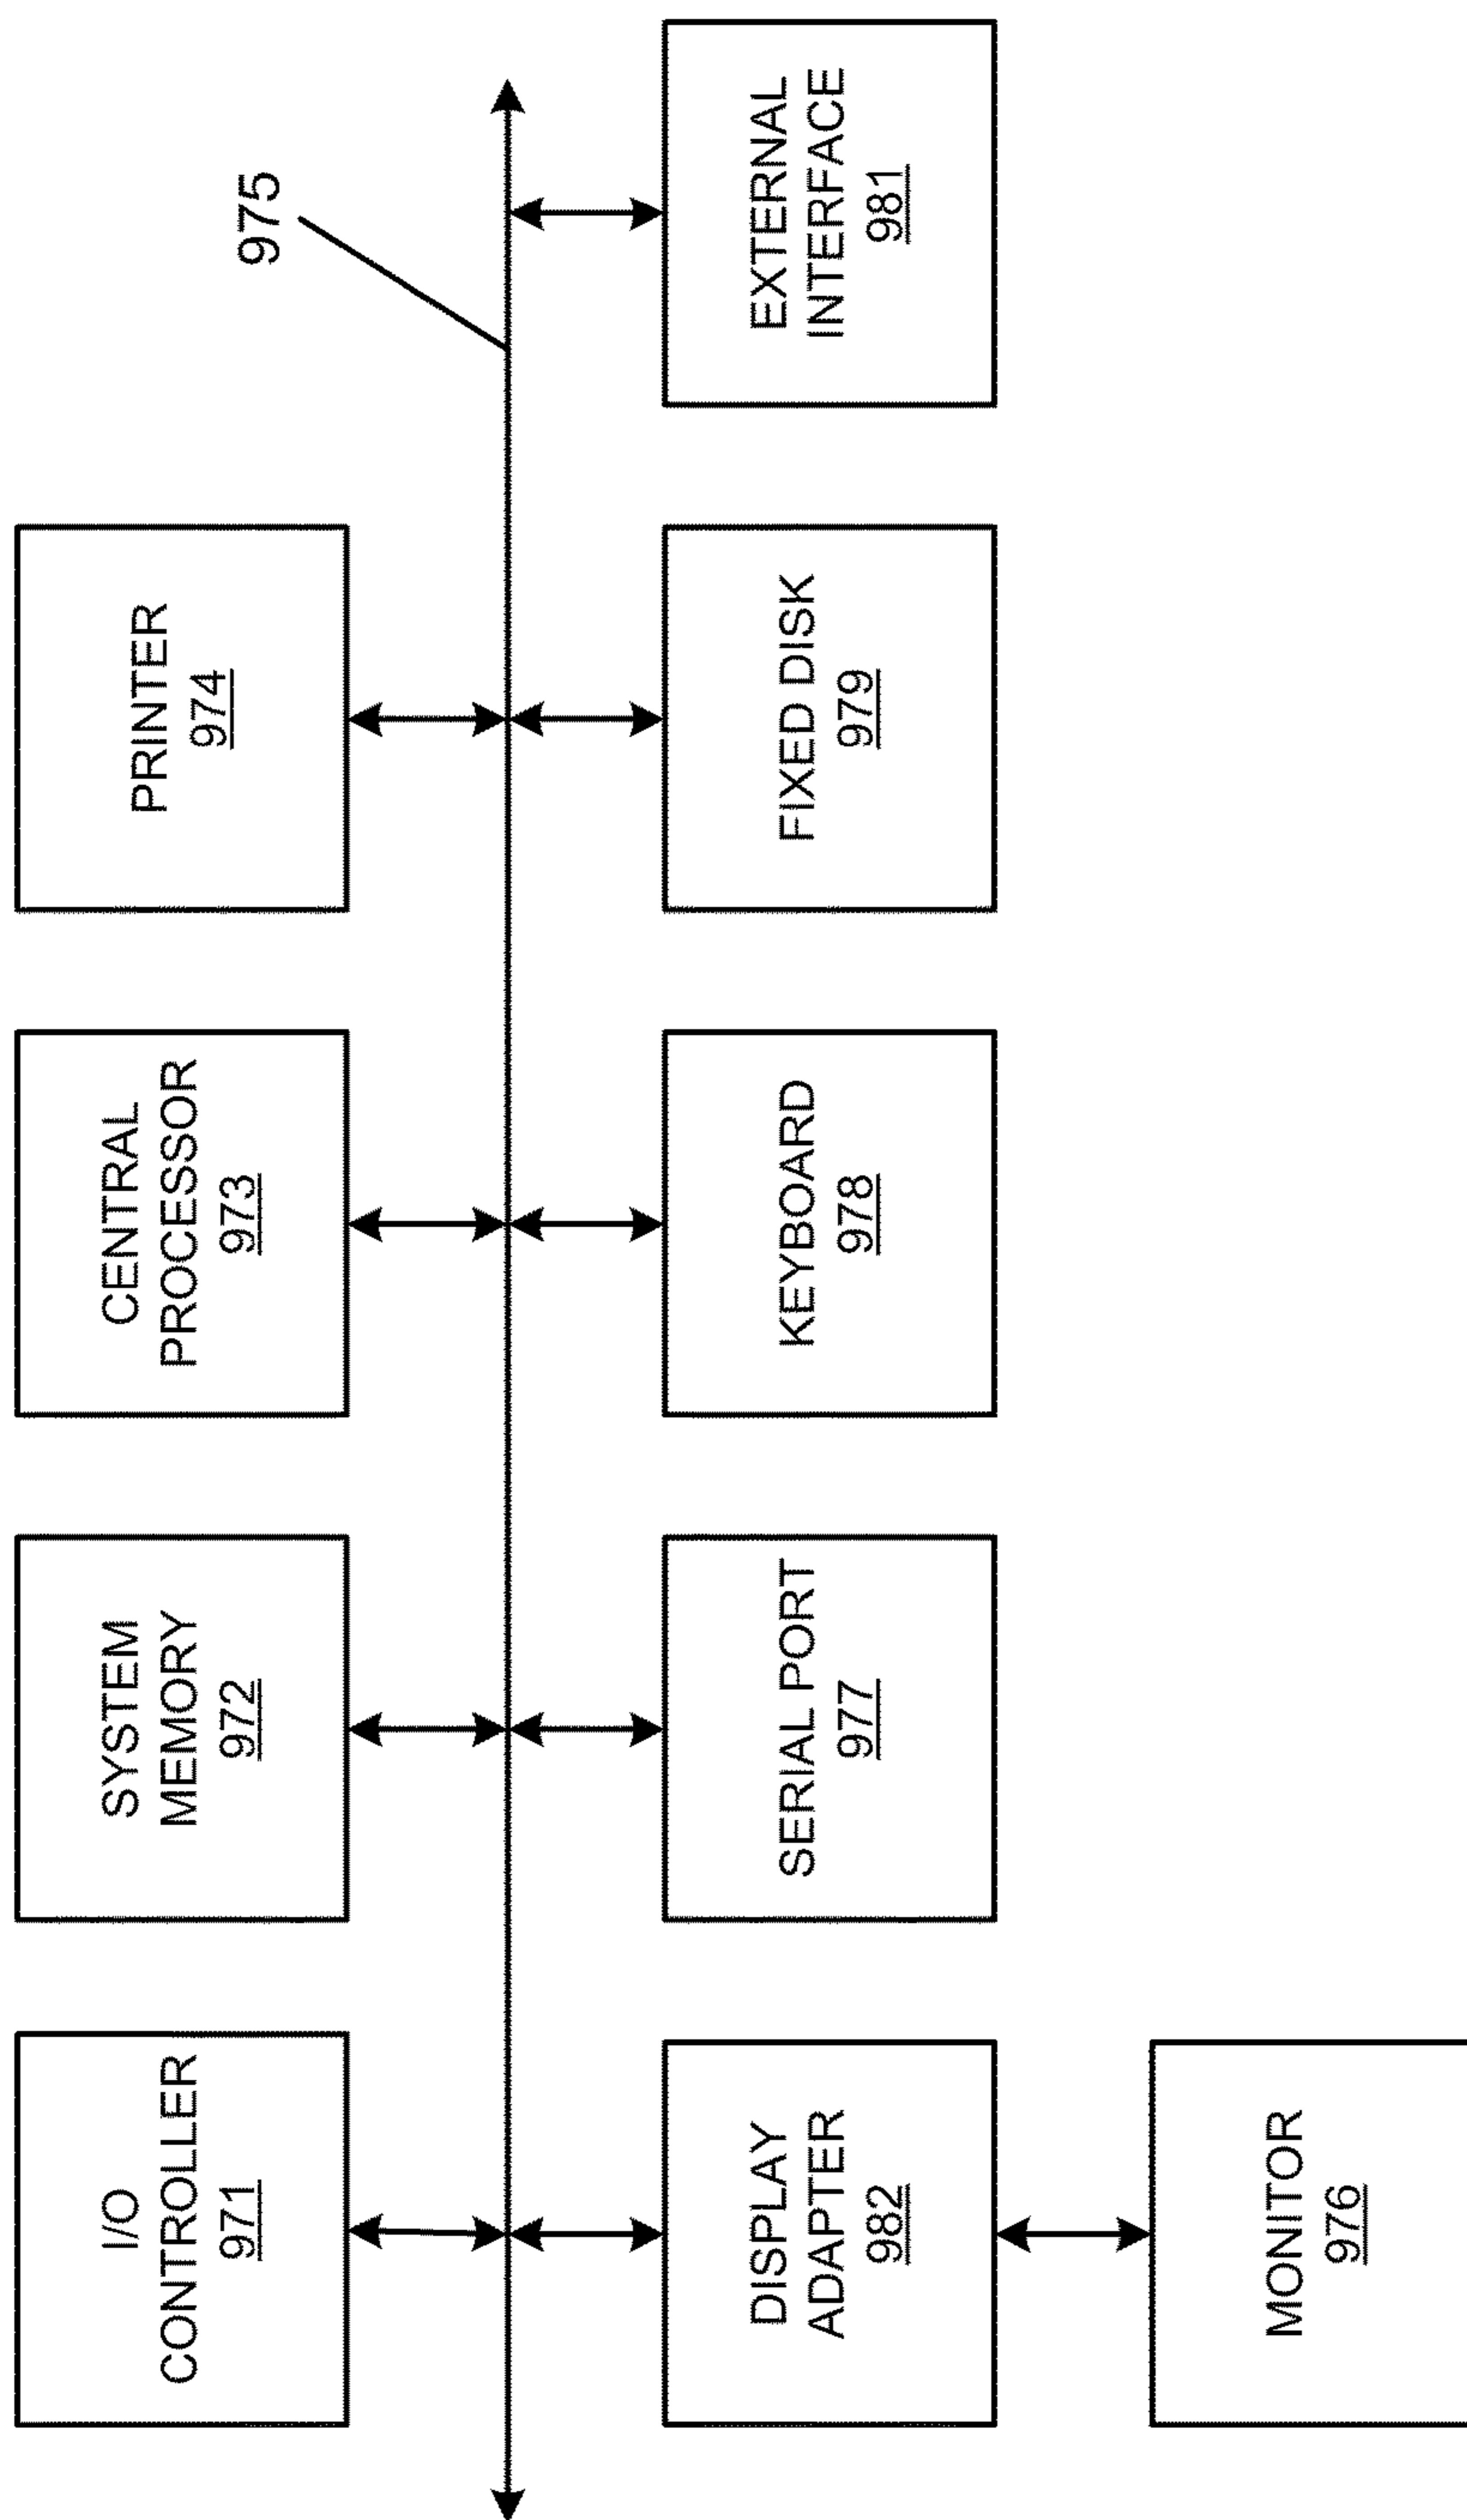 I/O
CONTROLLER
971
SYSTEM
MEMORY
972
CENTRAL
PROCESSOR
973
PRINTER
974
975
DISPLAY
ADAPTER
982
SERIAL PORT
977
KEYBOARD
978
FIXED DISK
979
EXTERNAL
INTERFACE
981
MONITOR
976